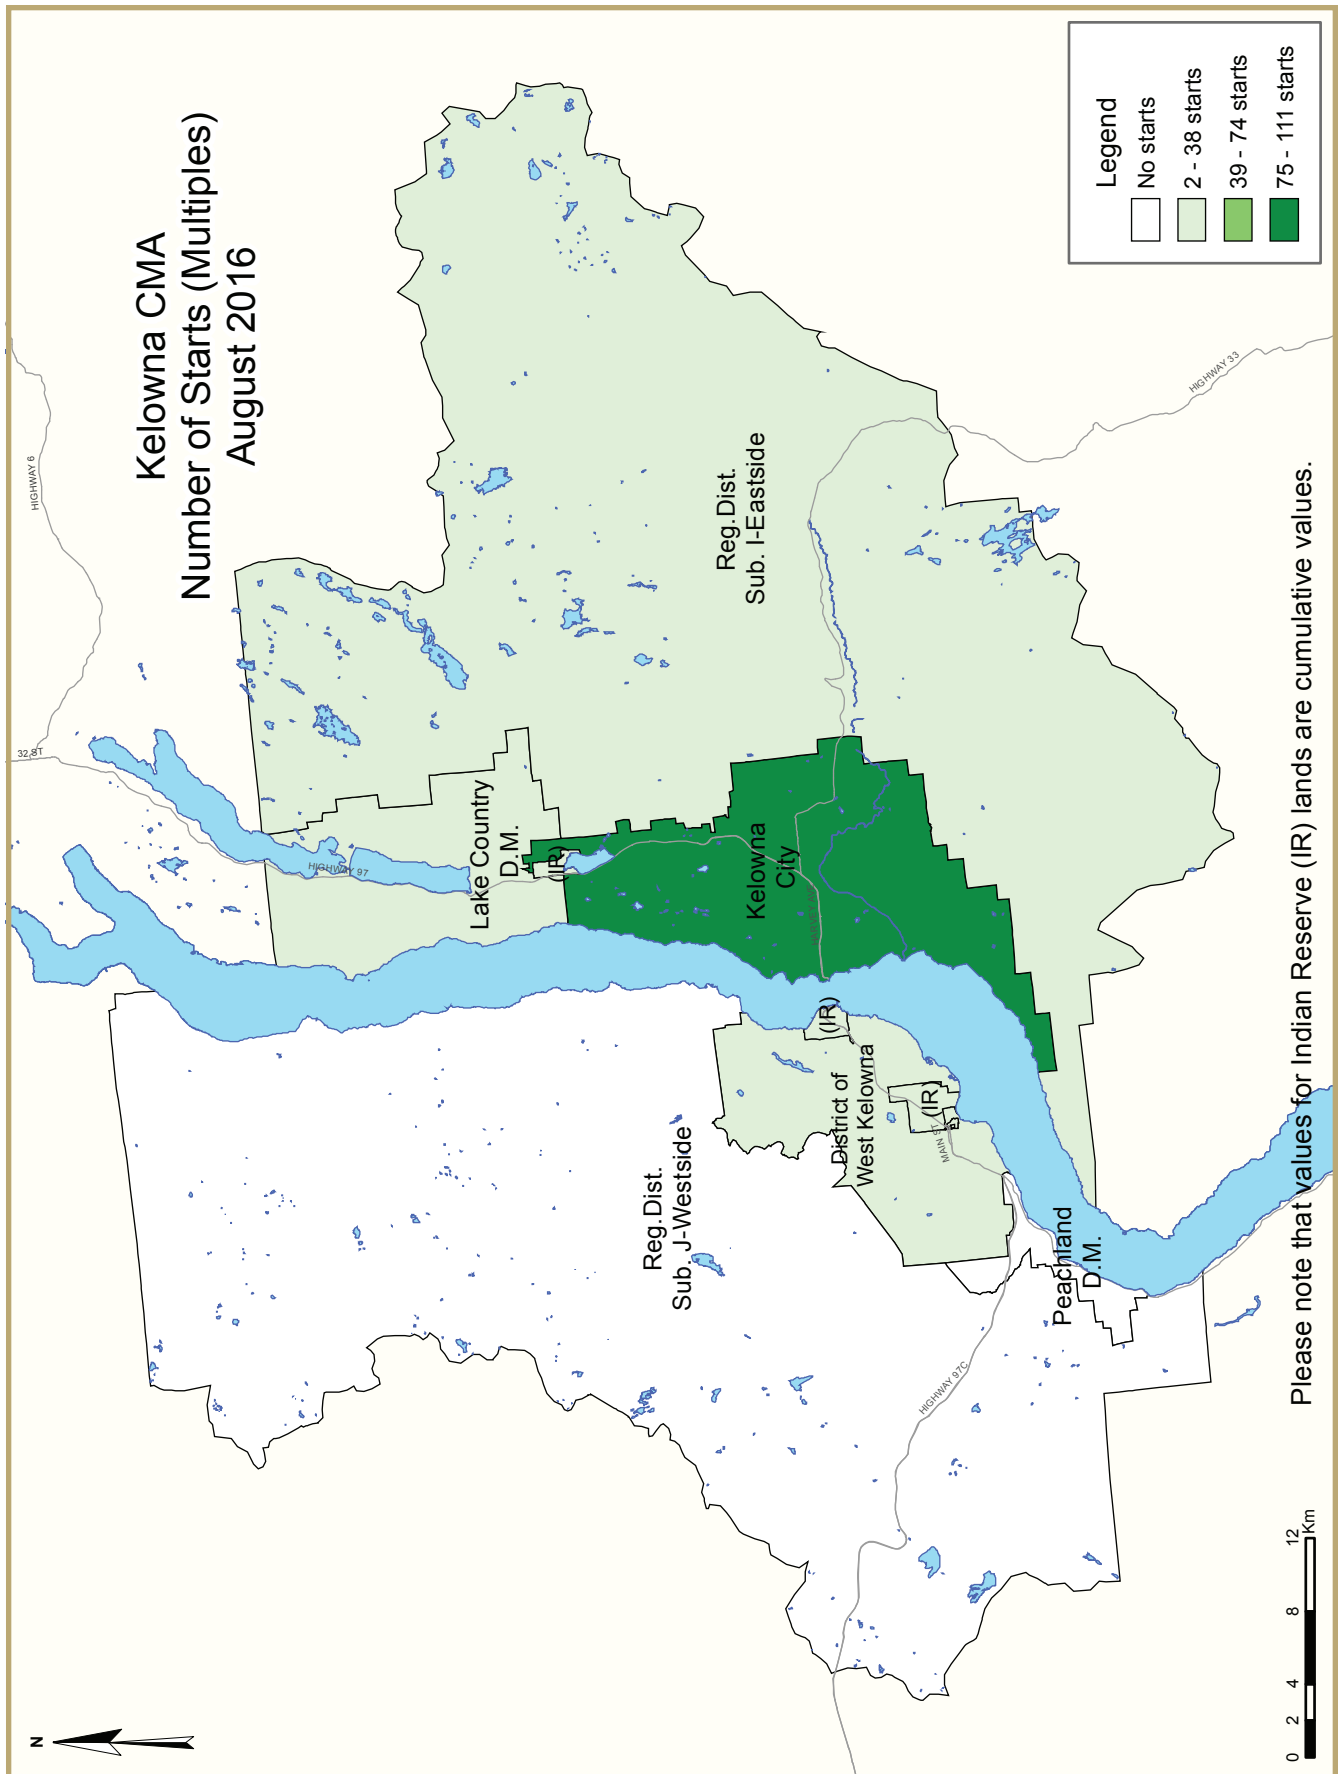 Kelowna CMA
Number of Starts (Multiples)
August 2016
N
HIGHWAY 6
32 ST
HIGHWAY 97
Lake Country
D.M.
(IR)
Reg.Dist.
Sub. I-Eastside
Kelowna
City
HIGHWAY 33
Reg.Dist.
Sub. J-Westside
(IR)
District of
West Kelowna
(IR)
MAIN ST
Peachland
D.M.
HIGHWAY 97C
Legend
No starts
2 - 38 starts
39 - 74 starts
75 - 111 starts
0 2 4 8 12
Km
Please note that values for Indian Reserve (IR) lands are cumulative values.